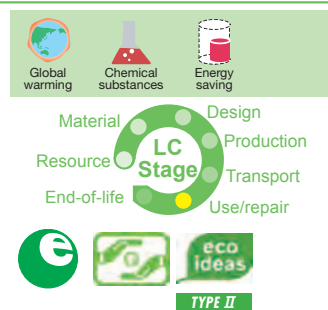 Global
warming
Chemical
substances
Energy
saving
Material
Design
Production
Resource
LC
Stage
Transport
End-of-life
Use/repair
e
eco
ideas
TYPE II